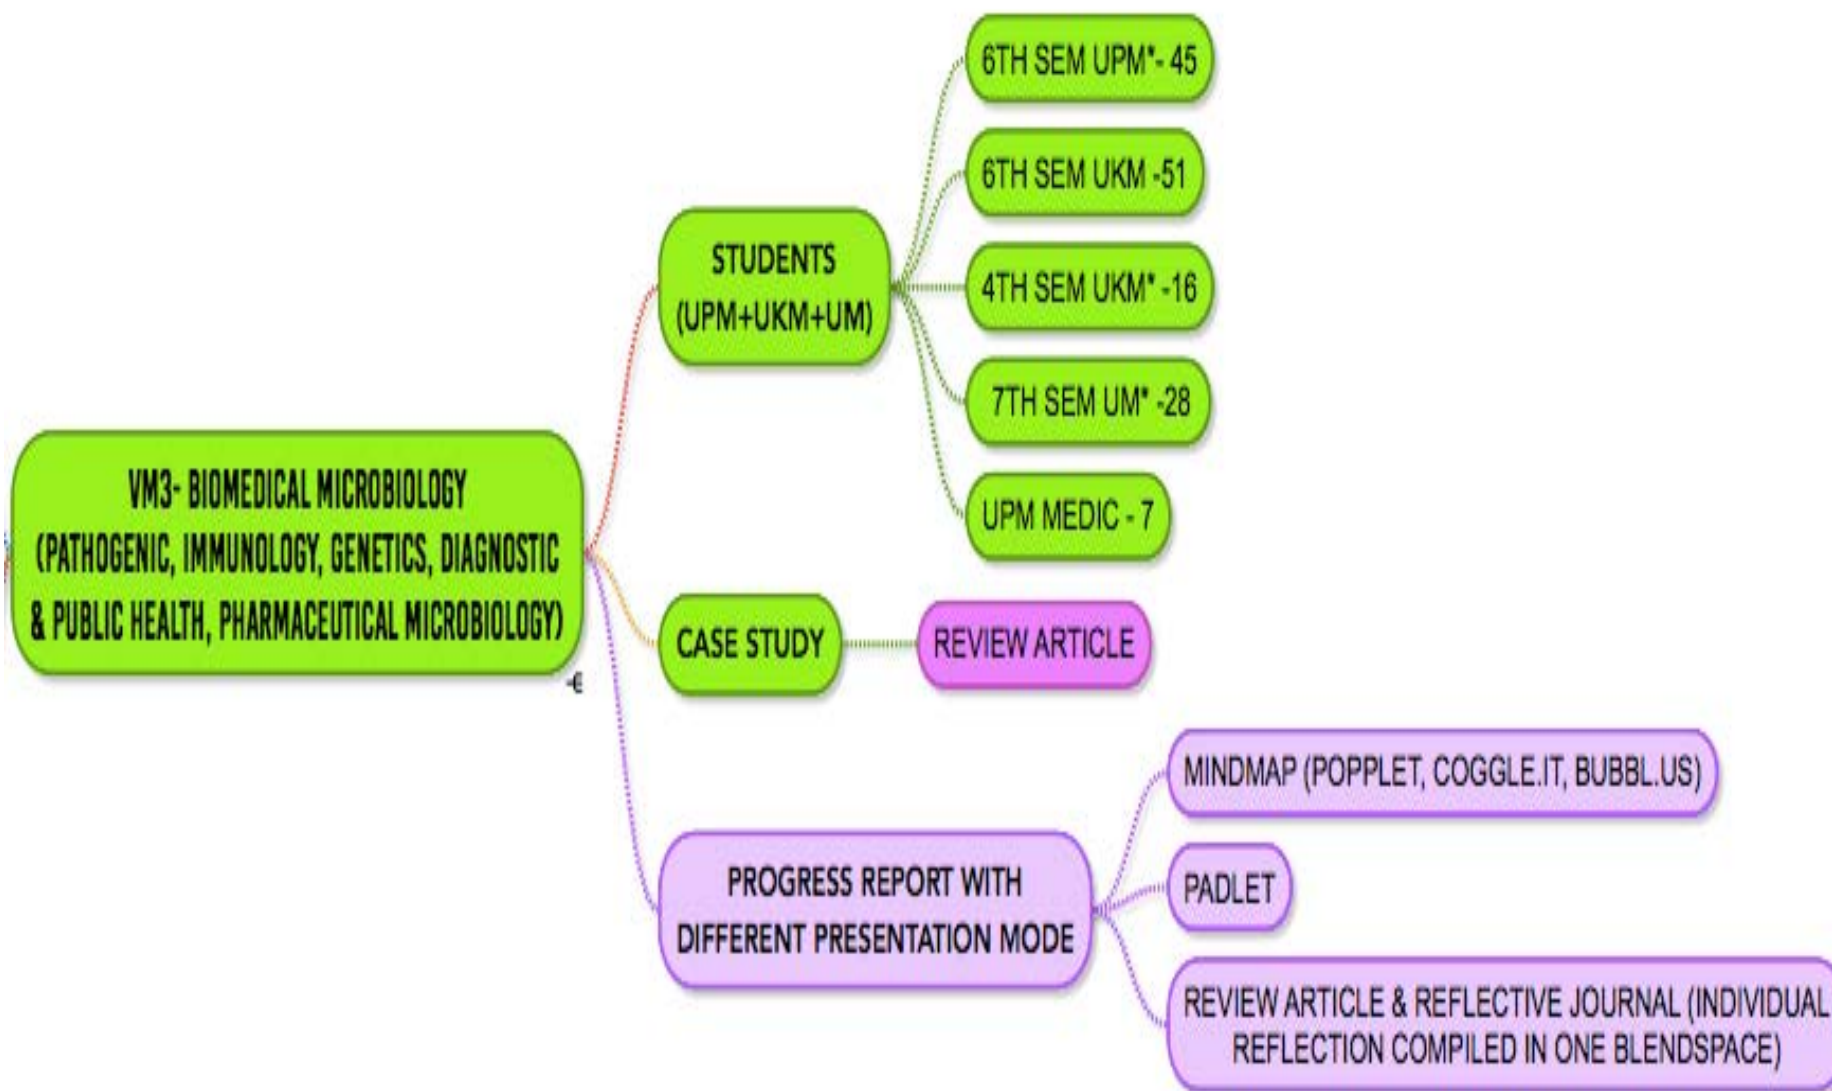 6TH SEM UPM*- 45
6TH SEM UKM -51
4TH SEM UKM* -16
7TH SEM UM* -28
UPM MEDIC - 7
STUDENTS
(UPM+UKM+UM)
VM3- BIOMEDICAL MICROBIOLOGY
(PATHOGENIC, IMMUNOLOGY, GENETICS, DIAGNOSTIC
& PUBLIC HEALTH, PHARMACEUTICAL MICROBIOLOGY)
CASE STUDY
REVIEW ARTICLE
PROGRESS REPORT WITH
DIFFERENT PRESENTATION MODE
MINDMAP (POPPLET, COGGLE.IT, BUBBL.US)
PADLET
REVIEW ARTICLE & REFLECTIVE JOURNAL (INDIVIDUAL
REFLECTION COMPILED IN ONE BLENDSPACE)